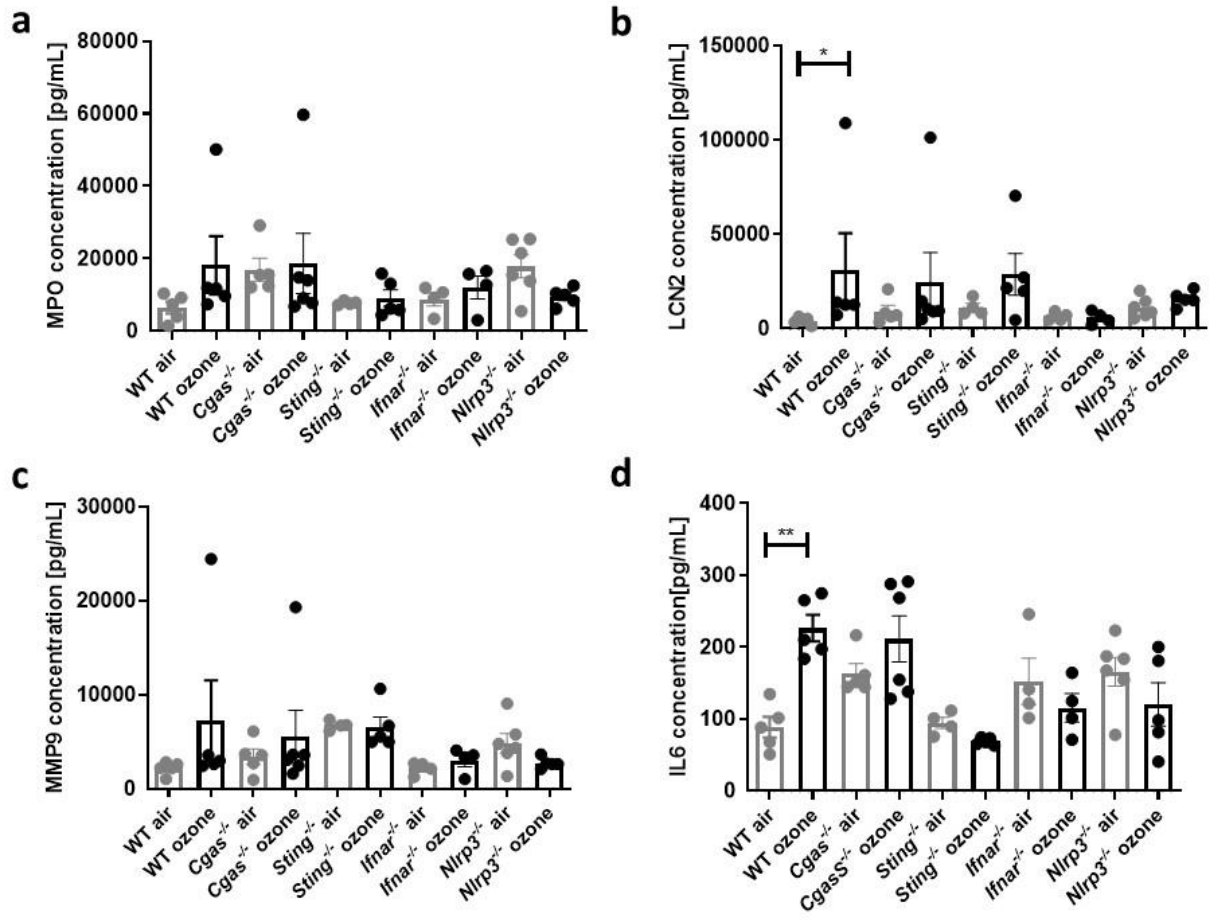 a
MPO concentration [pg/mL]
80000
60000
40000
20000
0
WT air
WT ozone
Cgas-/- air
Cgas-/- ozone
Sting-/- air
Sting-/- ozone
Ifnar-/- air
Ifnar-/- ozone
Nlrp3-/- air
Nlrp3-/- ozone
b
LCN2 concentration [pg/mL]
150000
100000
50000
0
*
WT air
WT ozone
Cgas-/- air
Cgas-/- ozone
Sting-/- air
Sting-/- ozone
Ifnar-/- air
Ifnar-/- ozone
Nlrp3-/- air
Nlrp3-/- ozone
c
MMP9 concentration [pg/mL]
30000
20000
10000
0
WT air
WT ozone
Cgas-/- air
Cgas-/- ozone
Sting-/- air
Sting-/- ozone
Ifnar-/- air
Ifnar-/- ozone
Nlrp3-/- air
Nlrp3-/- ozone
d
IL6 concentration[pg/mL]
400
300
200
100
0
**
WT air
WT ozone
Cgas-/- air
CgasS-/- ozone
Sting-/- air
Sting-/- ozone
Ifnar-/- air
Ifnar-/- ozone
Nlrp3-/- air
Nlrp3-/- ozone